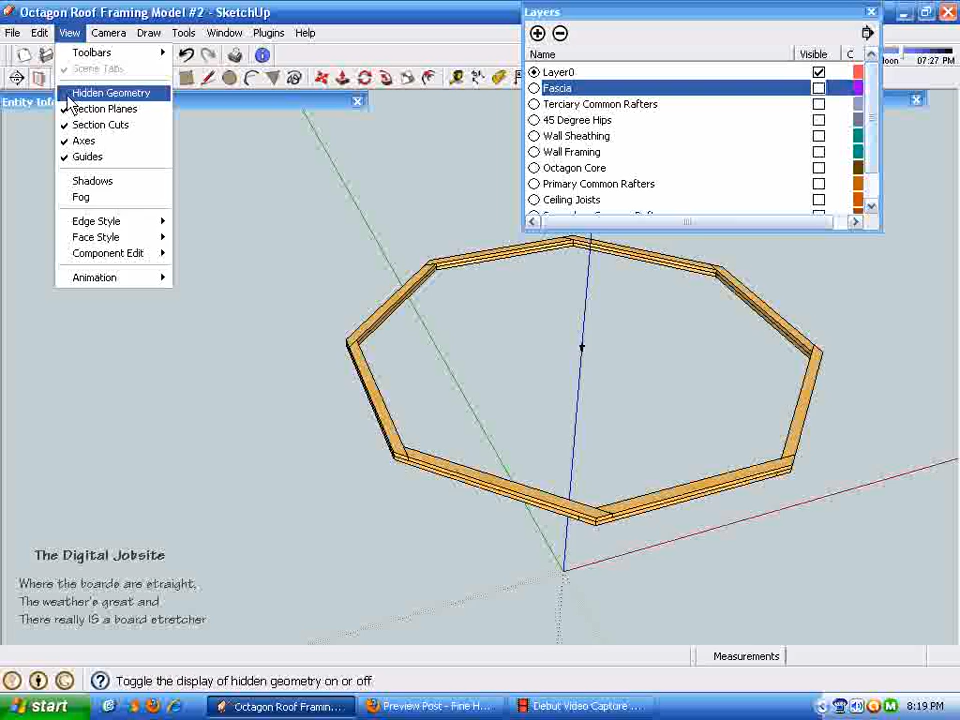 Octagon Roof Framing Model #2 - SketchUp
File Edit View Camera Draw Window Plugins Help
Tools
Layers
Name Visible C
Layer0
Fascia
Terciary Common Rafters
45 Degree Hips
Wall Sheathing
Wall Framing
Octagon Core
Primary Common Rafters
Ceiling Joists
07:27 PM
Entity Info
Toolbars
Scene Tabs
Hidden Geometry
Section Planes
Section Cuts
Axes
Guides
Shadows
Fog
Edge Style
Face Style
Component Edit
Animation
The Digital Jobsite
Where the boards are straight,
The weather's great and
There really IS a board stretcher
Measurements
Toggle the display of hidden geometry on or off.
start
Octagon Roof Framin...
Preview Post - Fine H...
Debut Video Capture ...
8:19 PM